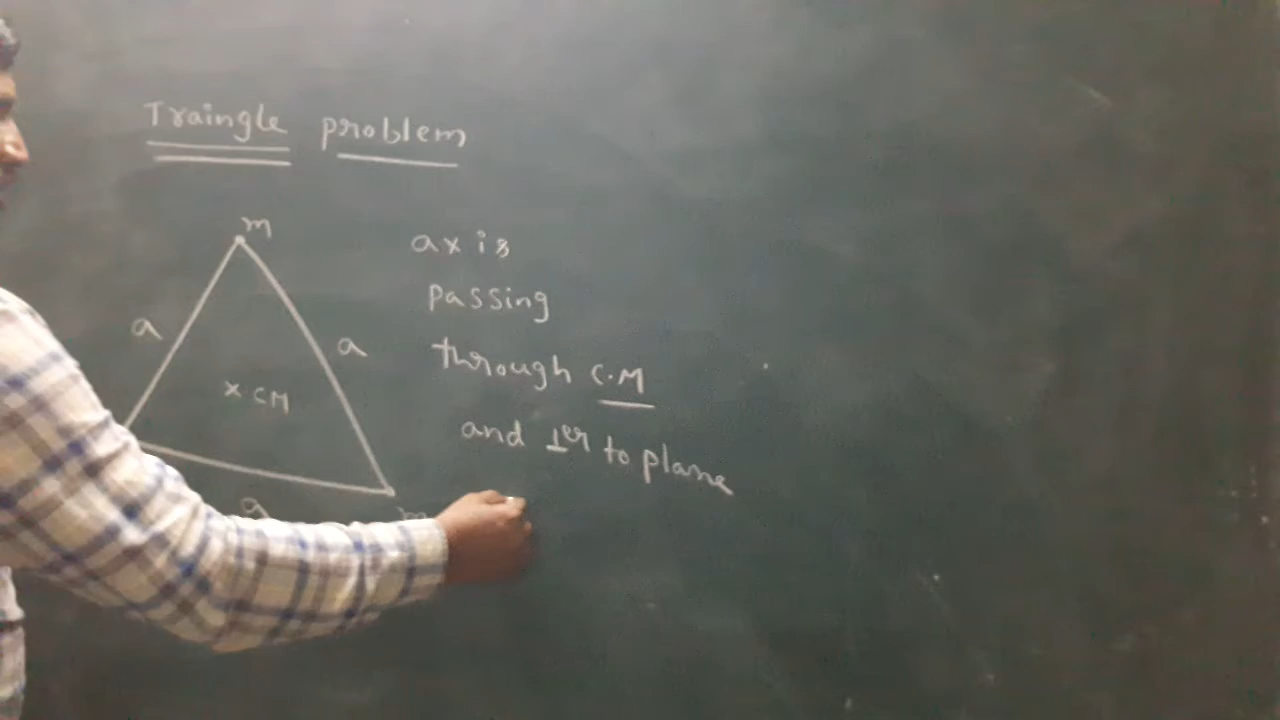 Traingle problem
m
a
a
x CM
a
m
axis
passing
through C.M
and ⊥er to plane